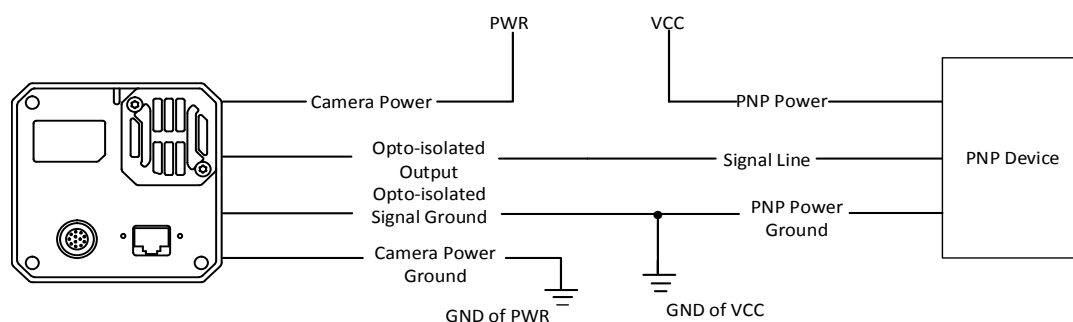 PWR
VCC
Camera Power
PNP Power
Opto-isolated
Output
Signal Line
PNP Device
Opto-isolated
Signal Ground
PNP Power
Ground
Camera Power
Ground
GND of PWR
GND of VCC